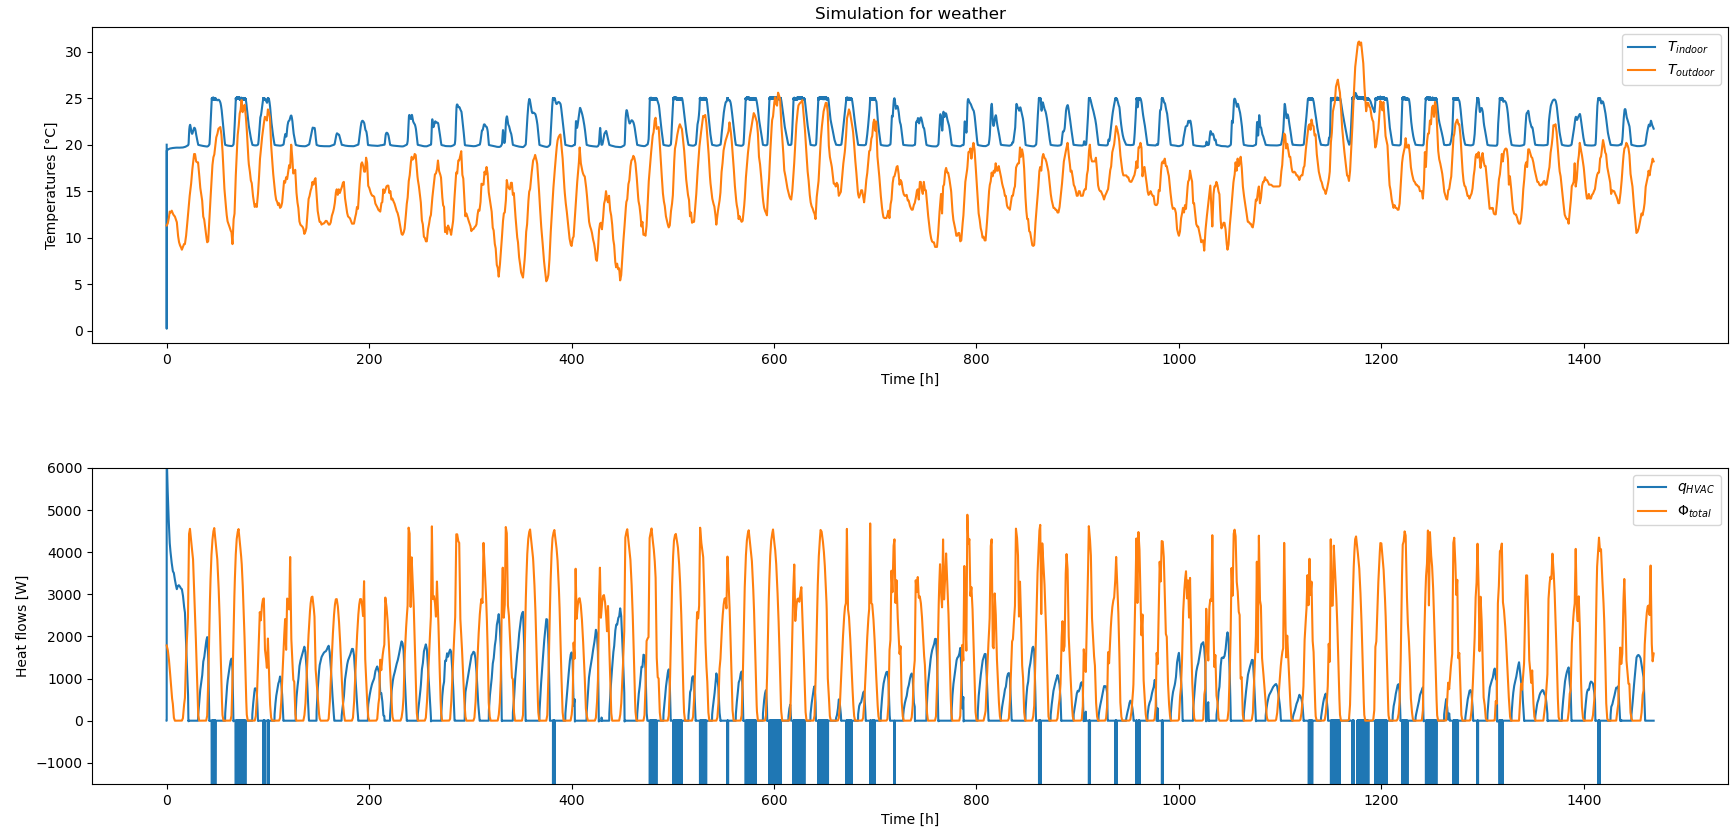 Simulation for weather
30
25
20
15
10
5
0
Temperatures [°C]
T_indoor
T_outdoor
0 200 400 600 800 1000 1200 1400
Time [h]
6000
5000
4000
3000
2000
1000
0
−1000
Heat flows [W]
q_HVAC
Φ_total
0 200 400 600 800 1000 1200 1400
Time [h]